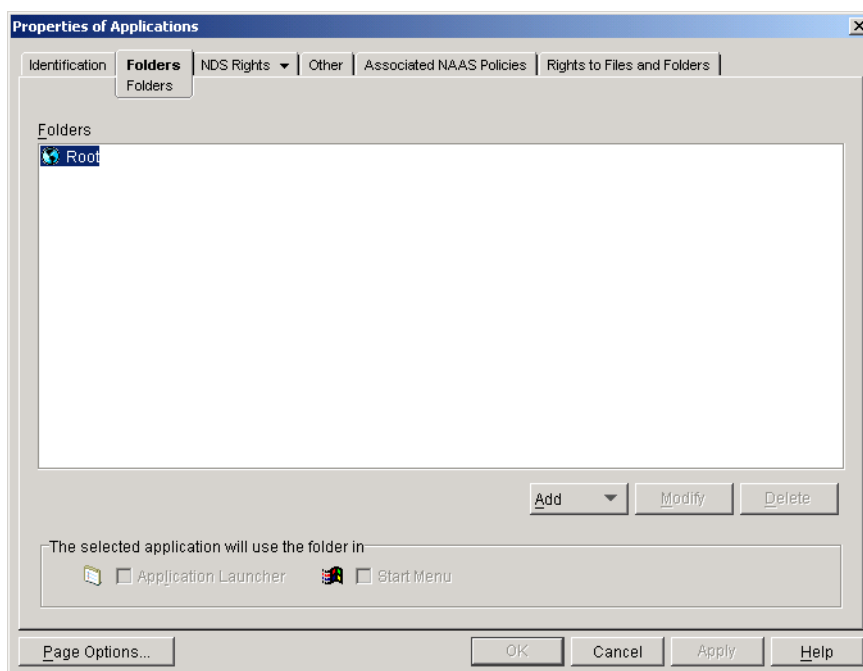 Properties of Applications
Identification Folders NDS Rights Other Associated NAAS Policies Rights to Files and Folders
Folders
Folders
Root
Add Modify Delete
The selected application will use the folder in
Application Launcher Start Menu
Page Options... OK Cancel Apply Help